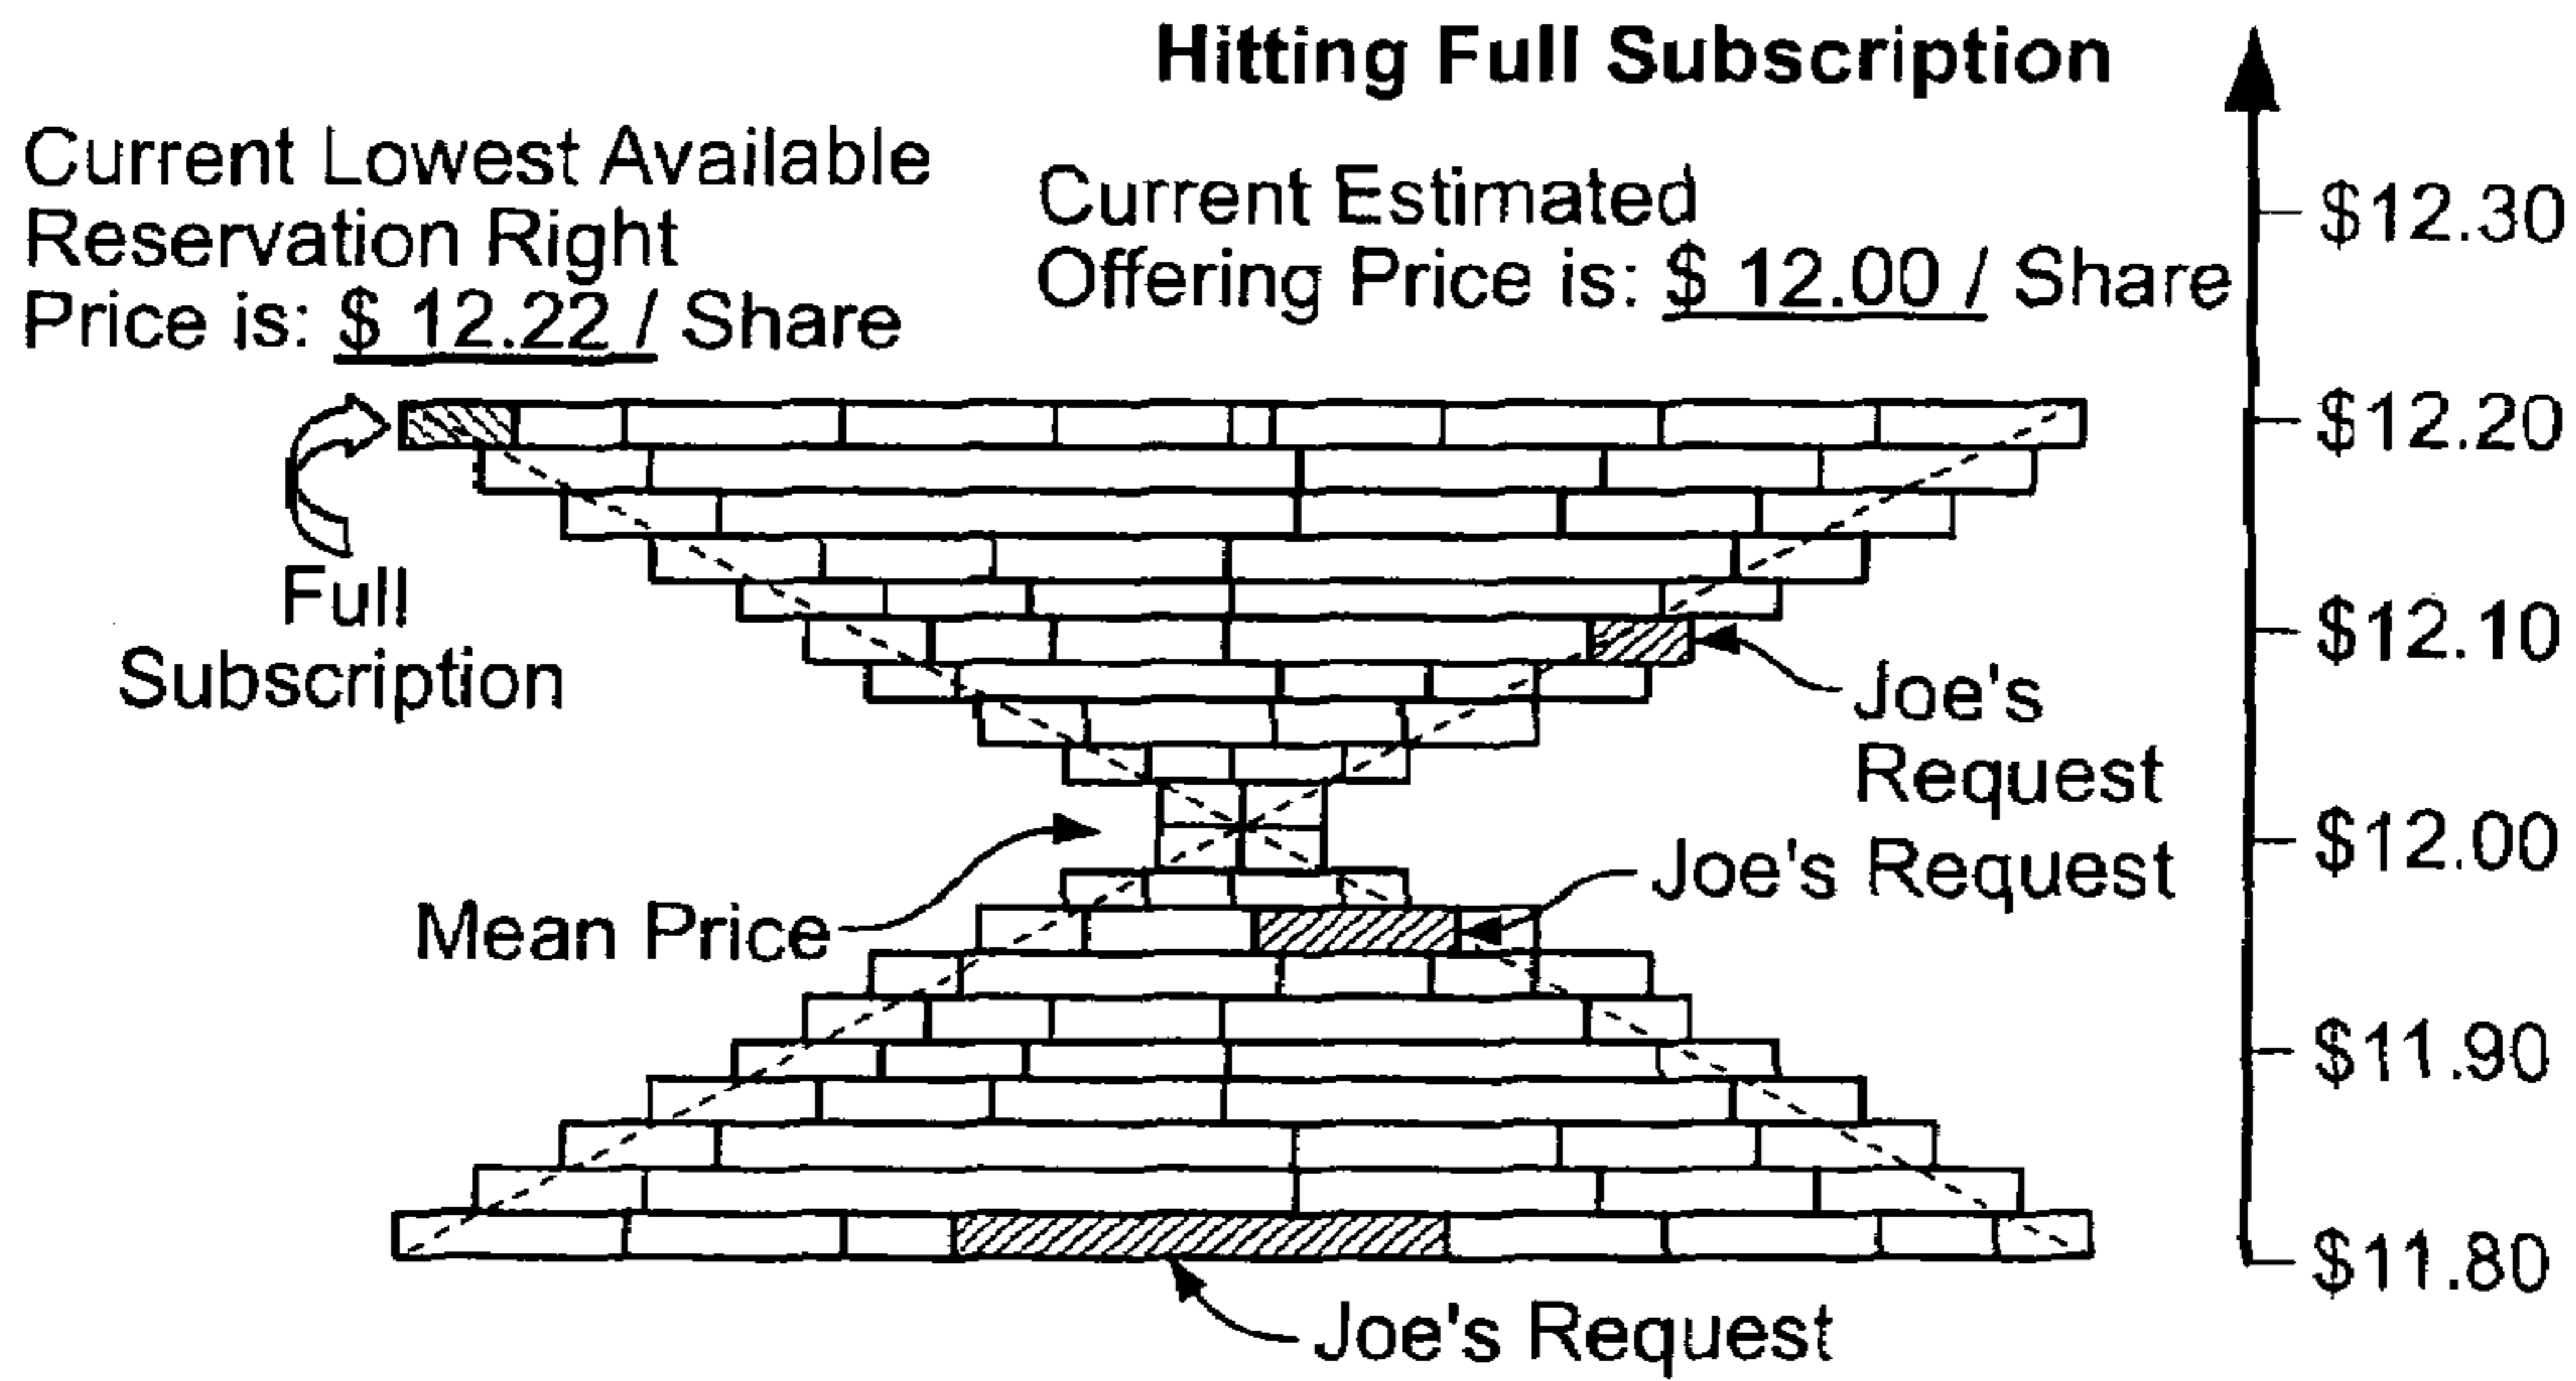 Hitting Full Subscription
Current Lowest Available
Reservation Right
Price is: $ 12.22 / Share
Current Estimated
Offering Price is: $ 12.00 / Share
$12.30
$12.20
$12.10
$12.00
$11.90
$11.80
Full
Subscription
Joe's
Request
Joe's Request
Mean Price
Joe's Request